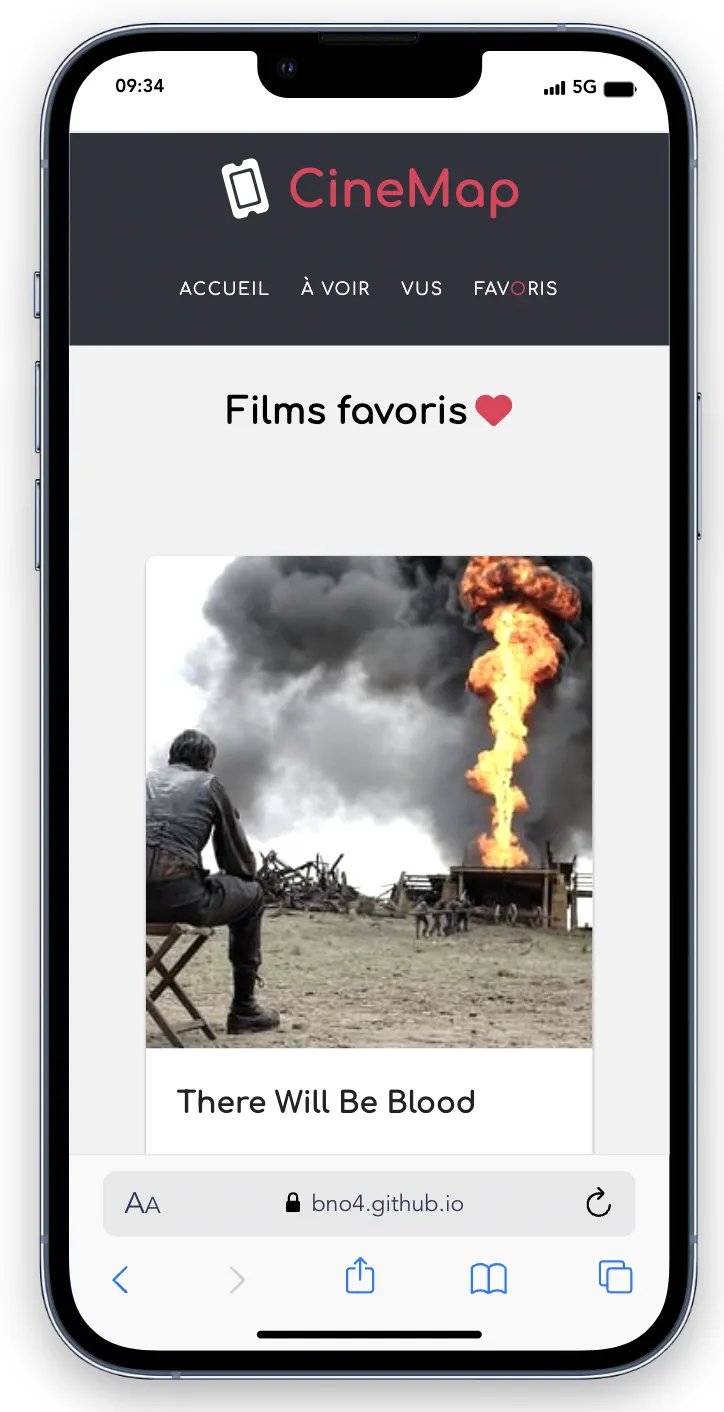 09:34 5G
CineMap
ACCUEIL À VOIR VUS FAVORIS
Films favoris
There Will Be Blood
AA bno4.github.io